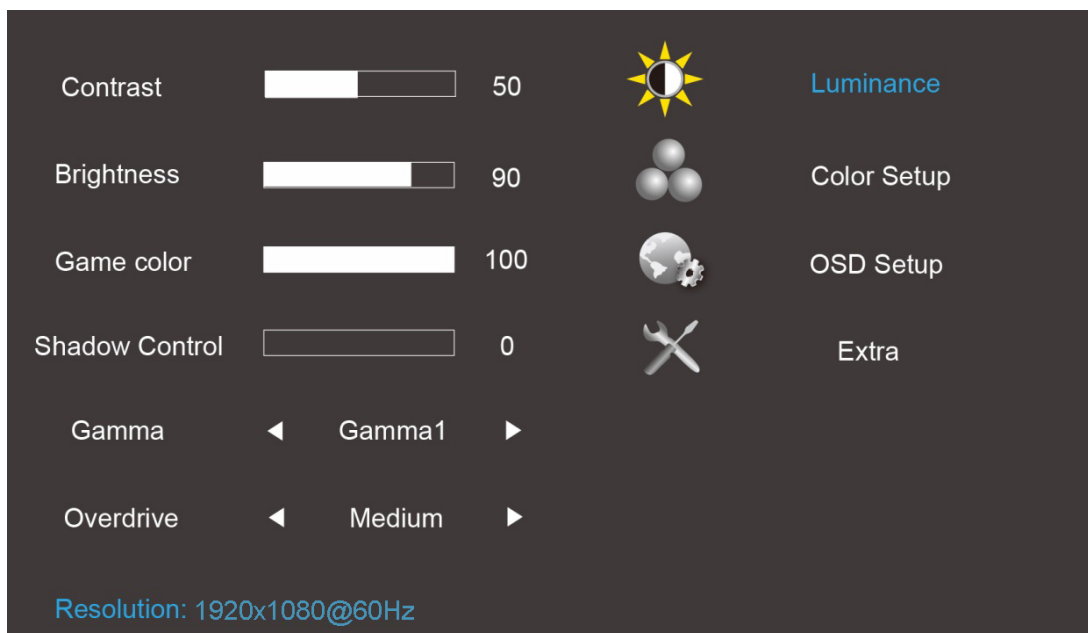 Contrast 50 Luminance
Brightness 90 Color Setup
Game color 100 OSD Setup
Shadow Control 0 Extra
Gamma Gamma1
Overdrive Medium
Resolution: 1920x1080@60Hz